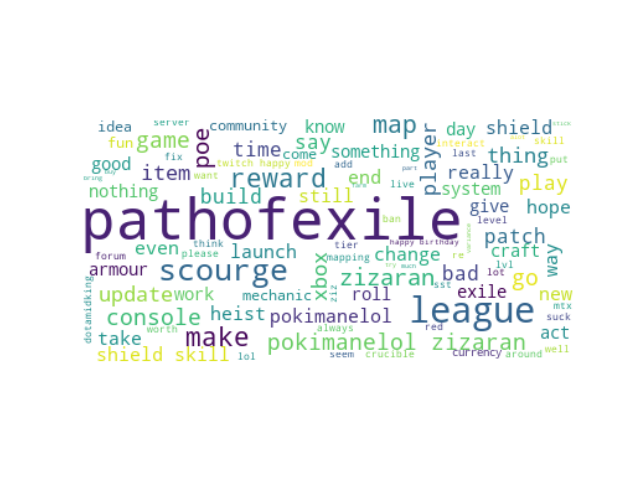 idea server community know map day shield stick
fun game poe time say player interact skill
fix come something last thing put
good item twitch happy mod add part really play
nothing want reward end live system
build still give hope
pathofexile ban level
happy birthday patch
forum even think launch tier change re craft way
please mapping try much lvl
armour scourge xbox zizaran bad lot go
update work mechanic ziz roll sst exile new
dotamidking console heist pokimanelol league mtx
take worth make always red suck act
pokimanelol zizaran
shield skill lol seem crucible currency around well
variance